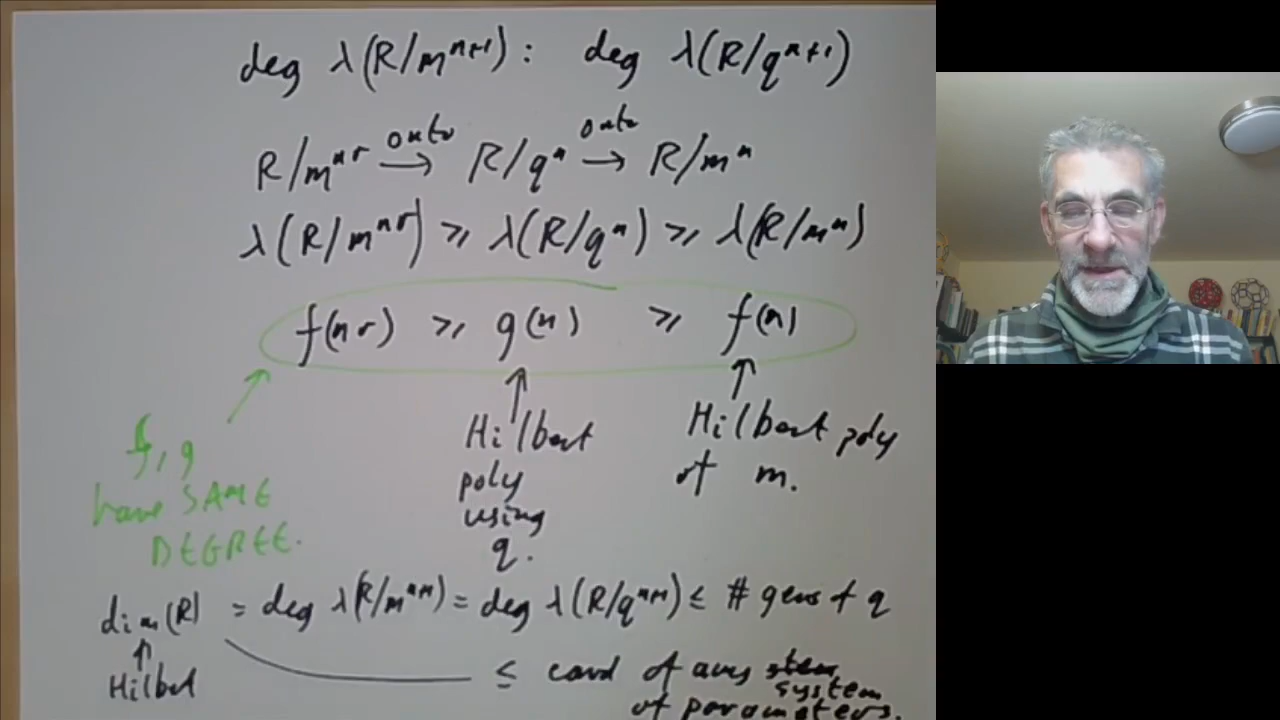 deg λ(R/m^{n+1}) : deg λ(R/q^{n+1})
R/m^{nr} onto → R/q^n onto → R/m^n
λ(R/m^{nr}) ≥ λ(R/q^n) ≥ λ(R/m^n)
f(nr) ≥ g(n) ≥ f(n)
↑ ↑
Hilbert poly using q.
Hilbert poly of m.
f, g
have SAME
DEGREE.
dim(R) = deg λ(R/m^{n+1}) = deg λ(R/q^{n+1}) ≤ # gens of q
↑
Hilbert
≤ card of any system
of parameters.